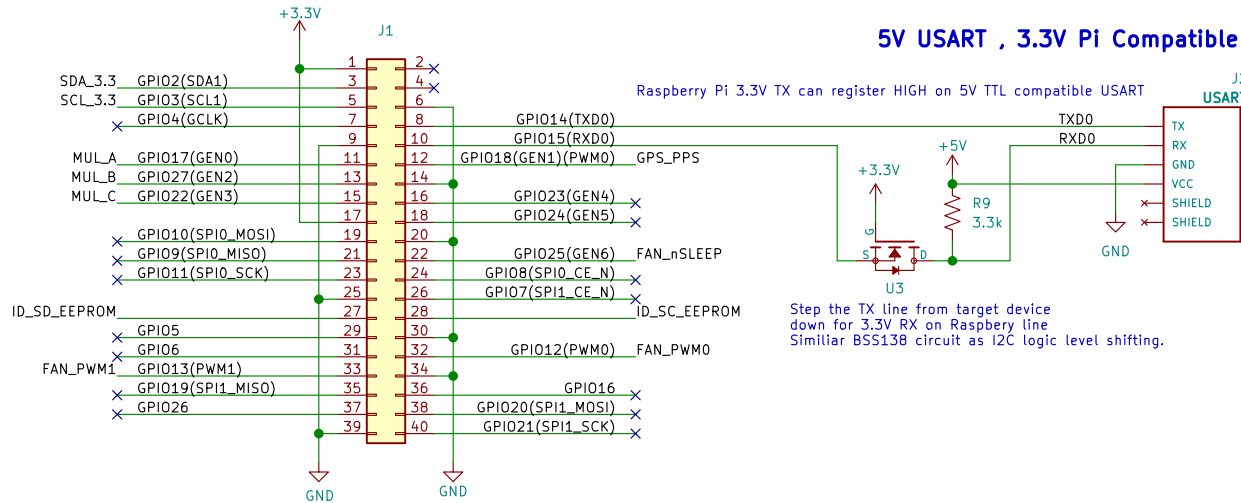 +3.3V
J1
5V USART , 3.3V Pi Compatible
Raspberry Pi 3.3V TX can register HIGH on 5V TTL compatible USART
USART
1 2
SDA_3.3 GPIO2(SDA1) 3 4
SCL_3.3 GPIO3(SCL1) 5 6
GPIO4(GCLK) 7 8 GPIO14(TXD0) TXD0 TX
9 10 GPIO15(RXD0) RXD0 RX
MUL_A GPIO17(GEN0) 11 12 GPIO18(GEN1)(PWM0) GPS_PPS +5V GND
MUL_B GPIO27(GEN2) 13 14 +3.3V VCC
MUL_C GPIO22(GEN3) 15 16 GPIO23(GEN4) R9 SHIELD
17 18 GPIO24(GEN5) 3.3k SHIELD
GPIO10(SPI0_MOSI) 19 20 G GND
GPIO9(SPI0_MISO) 21 22 GPIO25(GEN6) FAN_nSLEEP S D
GPIO11(SPI0_SCK) 23 24 GPIO8(SPI0_CE_N) U3
25 26 GPIO7(SPI1_CE_N)
ID_SD_EEPROM 27 28 ID_SC_EEPROM
GPIO5 29 30
GPIO6 31 32 GPIO12(PWM0) FAN_PWM0
FAN_PWM1 GPIO13(PWM1) 33 34
GPIO19(SPI1_MISO) 35 36 GPIO16
GPIO26 37 38 GPIO20(SPI1_MOSI)
39 40 GPIO21(SPI1_SCK)
Step the TX line from target device
down for 3.3V RX on Raspbery line
Similiar BSS138 circuit as I2C logic level shifting.
GND
GND